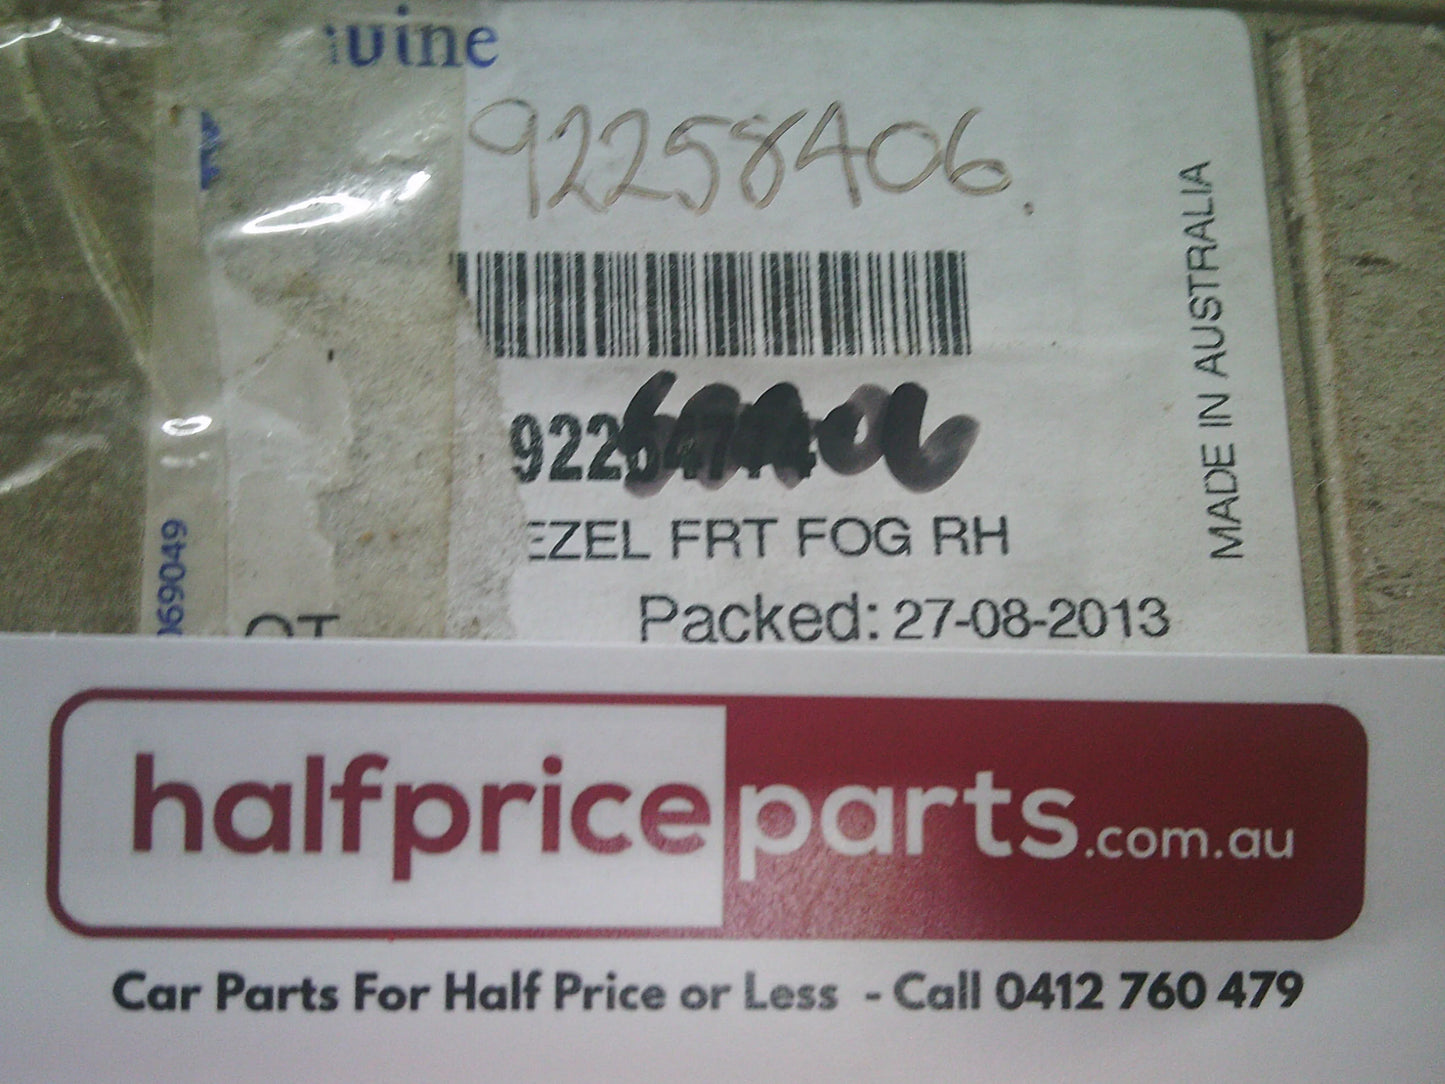 uine
92258406.
MADE IN AUSTRALIA
EZEL FRT FOG RH
069049
OT
Packed: 27-08-2013
halfpriceparts.com.au
Car Parts For Half Price or Less - Call 0412 760 479